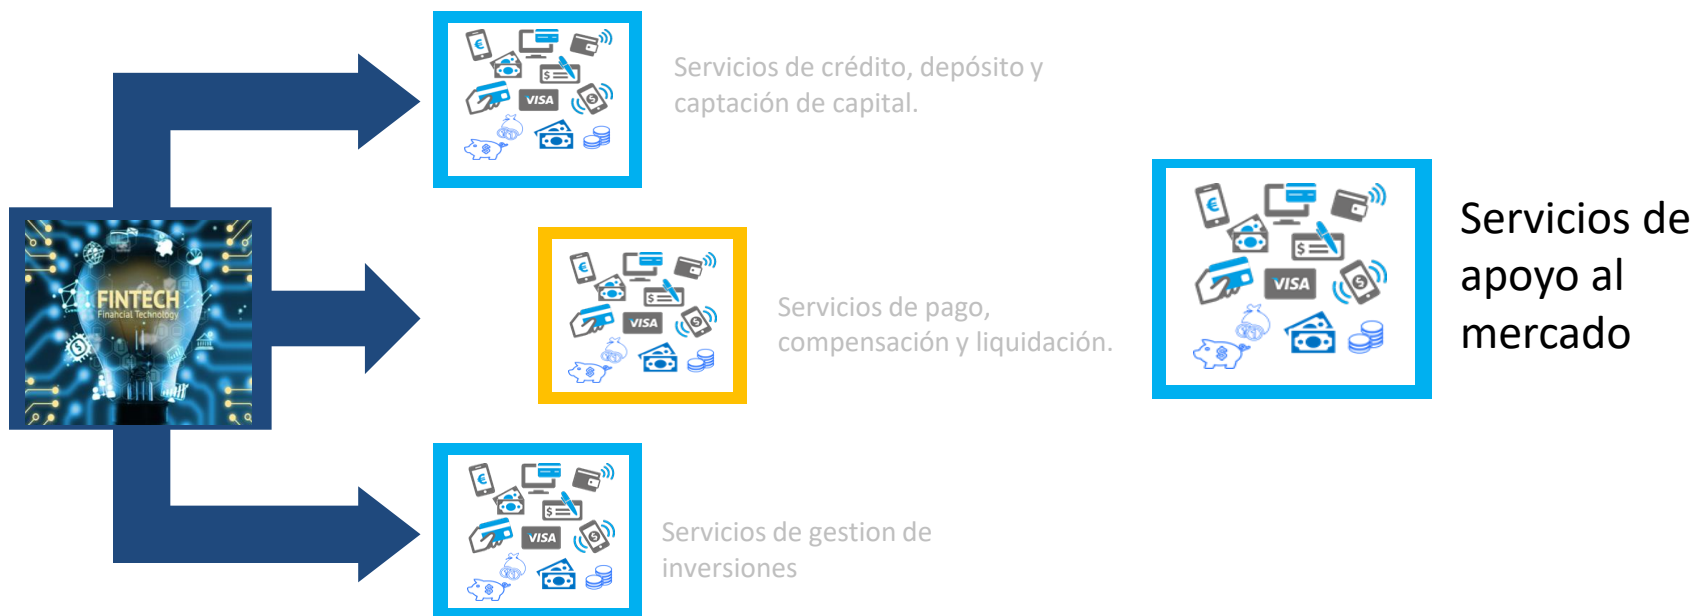 Servicios de crédito, depósito y
captación de capital.
FINTECH
Financial Technology
Servicios de pago,
compensación y liquidación.
Servicios de gestion de
inversiones
Servicios de
apoyo al
mercado
VISA
VISA
VISA
VISA